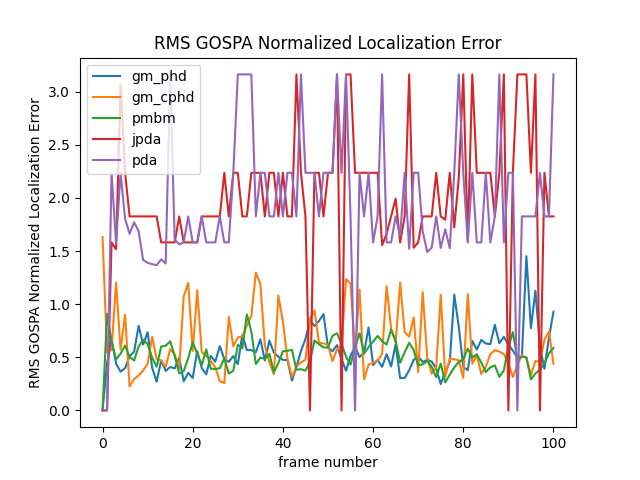 RMS GOSPA Normalized Localization Error
RMS GOSPA Normalized Localization Error
3.0
2.5
2.0
1.5
1.0
0.5
0.0
gm_phd
gm_cphd
pmbm
jpda
pda
0 20 40 60 80 100
frame number